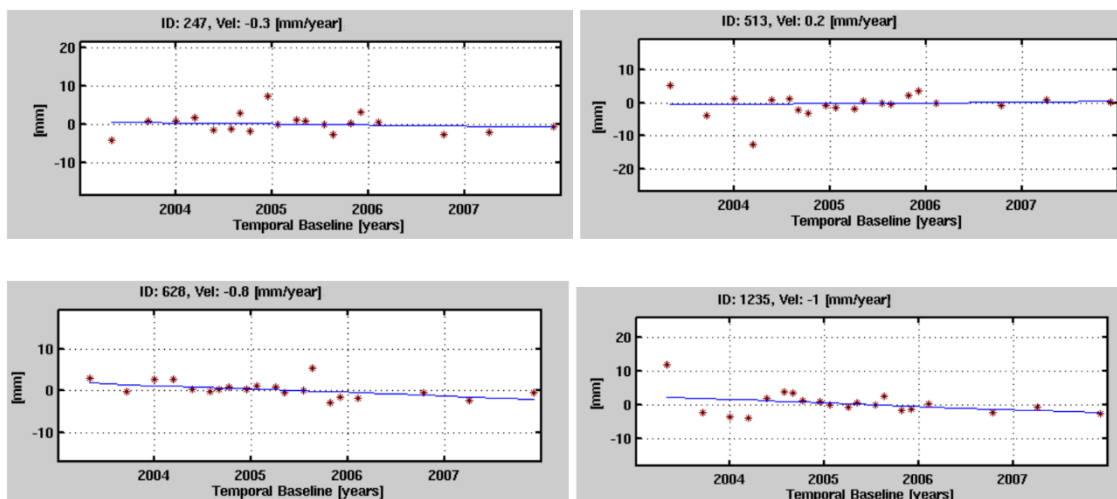 ID: 247, Vel: -0.3 [mm/year]
20
10
0
-10
[mm]
2004 2005 2006 2007
Temporal Baseline [years]
ID: 513, Vel: 0.2 [mm/year]
10
0
-10
-20
[mm]
2004 2005 2006 2007
Temporal Baseline [years]
ID: 628, Vel: -0.8 [mm/year]
10
0
-10
[mm]
2004 2005 2006 2007
Temporal Baseline [years]
ID: 1235, Vel: -1 [mm/year]
20
10
0
-10
[mm]
2004 2005 2006 2007
Temporal Baseline [years]